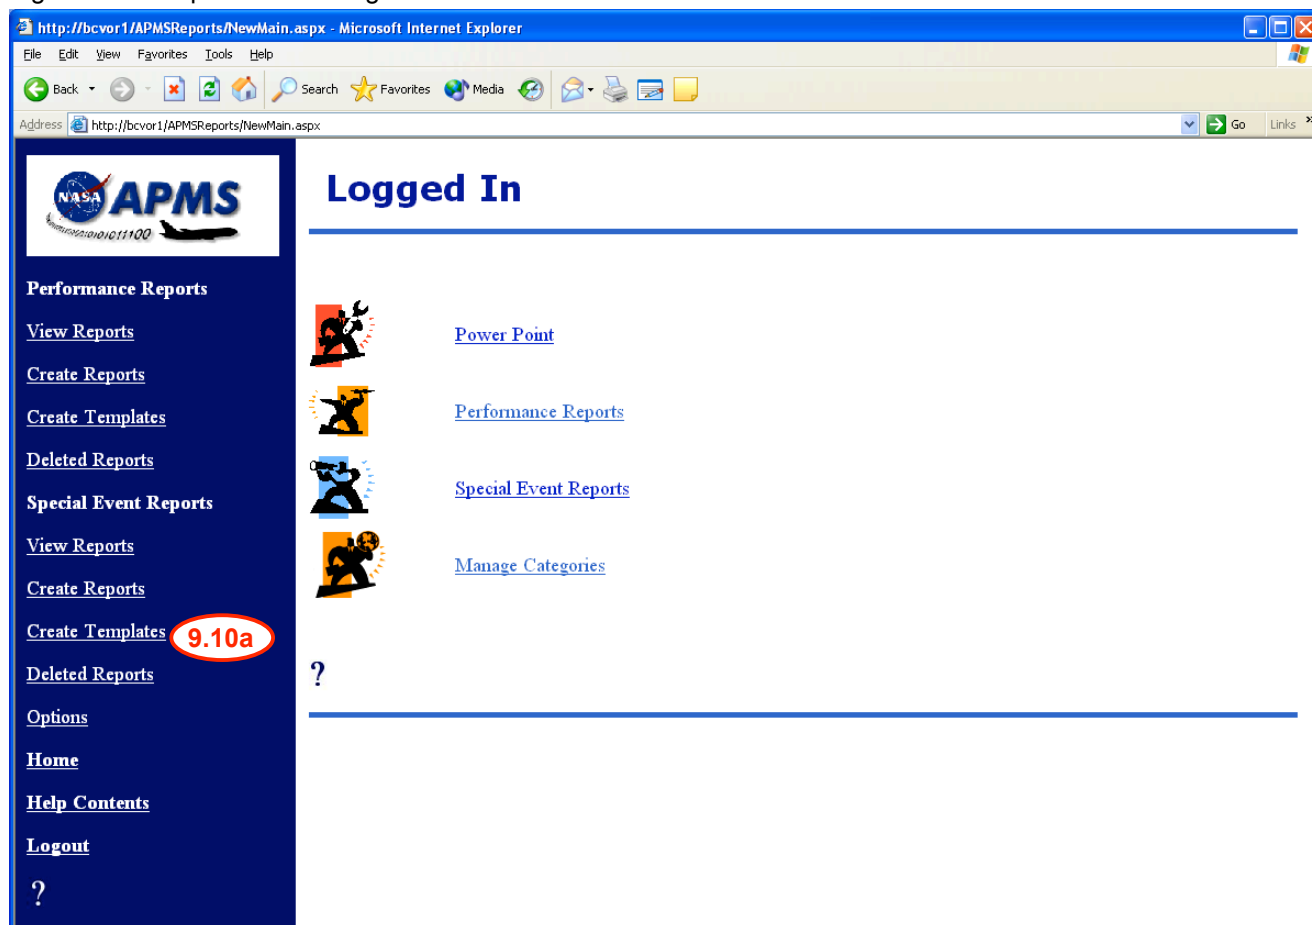 http://bcvor1/APMSReports/NewMain.aspx - Microsoft Internet Explorer
File Edit View Favorites Tools Help
Back Search Favorites Media
Address http://bcvor1/APMSReports/NewMain.aspx Go Links »
NASA APMS
Logged In
Performance Reports
View Reports
Create Reports
Create Templates
Deleted Reports
Special Event Reports
View Reports
Create Reports
Create Templates 9.10a
Deleted Reports
Options
Home
Help Contents
Logout
?
Power Point
Performance Reports
Special Event Reports
Manage Categories
?